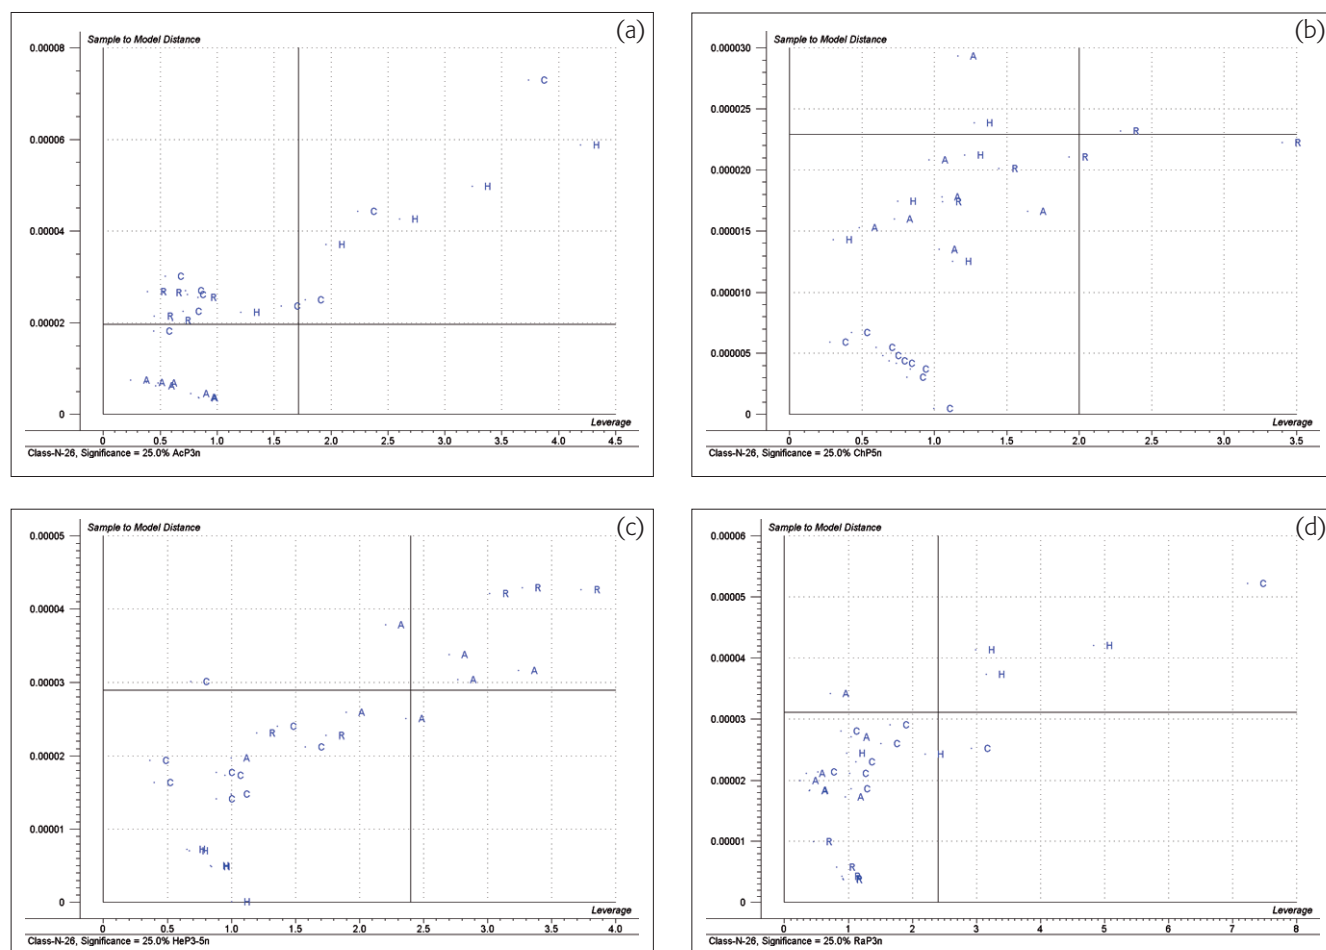 (a)
Sample to Model Distance
0.00008
C
0.00006
H
H
0.00004
C
H
H
C
R R C R
C
C
C
H
R
R
0.00002
C
A A A
A
A
A
0
Leverage
0 0.5 1.0 1.5 2.0 2.5 3.0 3.5 4.0 4.5
Class-N-26, Significance = 25.0% AcP3n
(b)
Sample to Model Distance
0.000030
A
0.000025
H
R
R
H
R
A
R
0.000020
A
H
R
A
A
A
0.000015
H
A
H
0.000010
C
C
C
C
0.000005
C C
C
C
C
0
Leverage
0 0.5 1.0 1.5 2.0 2.5 3.0 3.5
Class-N-26, Significance = 25.0% ChP5n
(c)
Sample to Model Distance
0.00005
R R
R
0.00004
A
A
A
0.00003
C
A
A
A
C
R
R
C
0.00002
A
C
C C
C
C
C
0.00001
H H
H
0
H
Leverage
0 0.5 1.0 1.5 2.0 2.5 3.0 3.5 4.0
Class-N-26, Significance = 25.0% HeP3-5n
(d)
Sample to Model Distance
0.00006
C
0.00005
H
0.00004
H
H
A
0.00003
C
C
A
C
C
H
H
C
A C
C
0.00002
A
A
C
A
0.00001
R
R
R
R
0
Leverage
0 1 2 3 4 5 6 7 8
Class-N-26, Significance = 25.0% RaP3n